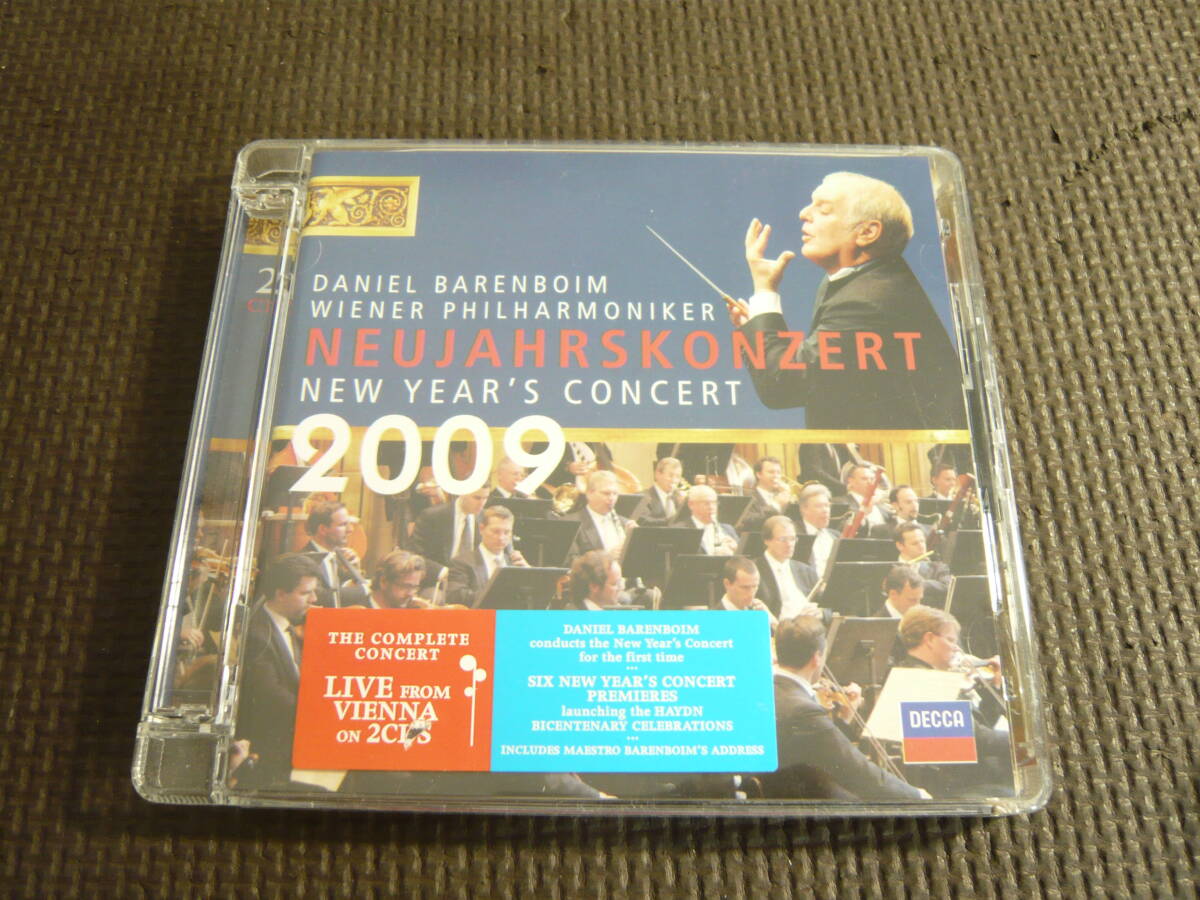 2
DANIEL BARENBOIM
WIENER PHILHARMONIKER
NEUJAHRSKONZERT
NEW YEAR'S CONCERT
2009
THE COMPLETE
CONCERT
LIVE FROM
VIENNA
ON 2CD'S
DANIEL BARENBOIM
conducts the New Year's Concert
for the first time
...
SIX NEW YEAR'S CONCERT
PREMIERES
launching the HAYDN
BICENTENARY CELEBRATIONS
...
INCLUDES MAESTRO BARENBOIM'S ADDRESS
DECCA